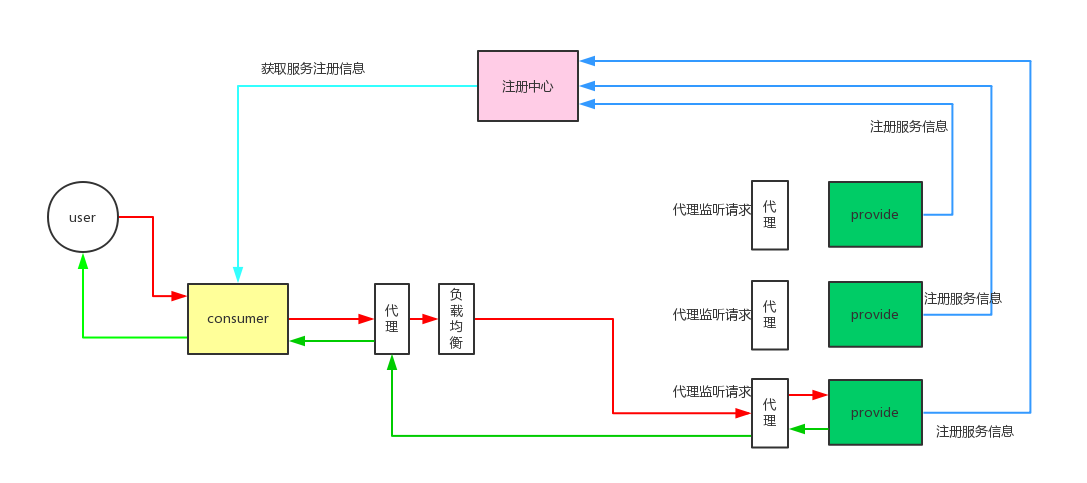 获取服务注册信息
注册中心
注册服务信息
user
代理监听请求
代
理
provide
consumer
代
理
负
载
均
衡
代理监听请求
代
理
provide
注册服务信息
代理监听请求
代
理
provide
注册服务信息